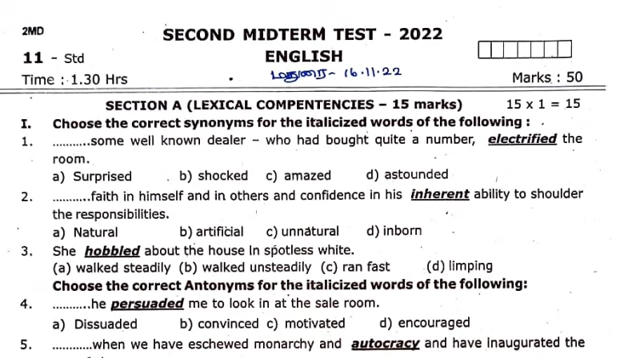 2MD
SECOND MIDTERM TEST - 2022
11 - Std
ENGLISH
மதுரை- 16.11.22
Time : 1.30 Hrs
Marks : 50
SECTION A (LEXICAL COMPENTENCIES – 15 marks) 15 x 1 = 15
I. Choose the correct synonyms for the italicized words of the following :
1. ...........some well known dealer – who had bought quite a number, electrified the
room.
a) Surprised b) shocked c) amazed d) astounded
2. ...........faith in himself and in others and confidence in his inherent ability to shoulder
the responsibilities.
a) Natural b) artificial c) unnatural d) inborn
3. She hobbled about the house in spotless white.
(a) walked steadily (b) walked unsteadily (c) ran fast (d) limping
Choose the correct Antonyms for the italicized words of the following:
4. ...........he persuaded me to look in at the sale room.
a) Dissuaded b) convinced c) motivated d) encouraged
5. ............when we have eschewed monarchy and autocracy and have inaugurated the